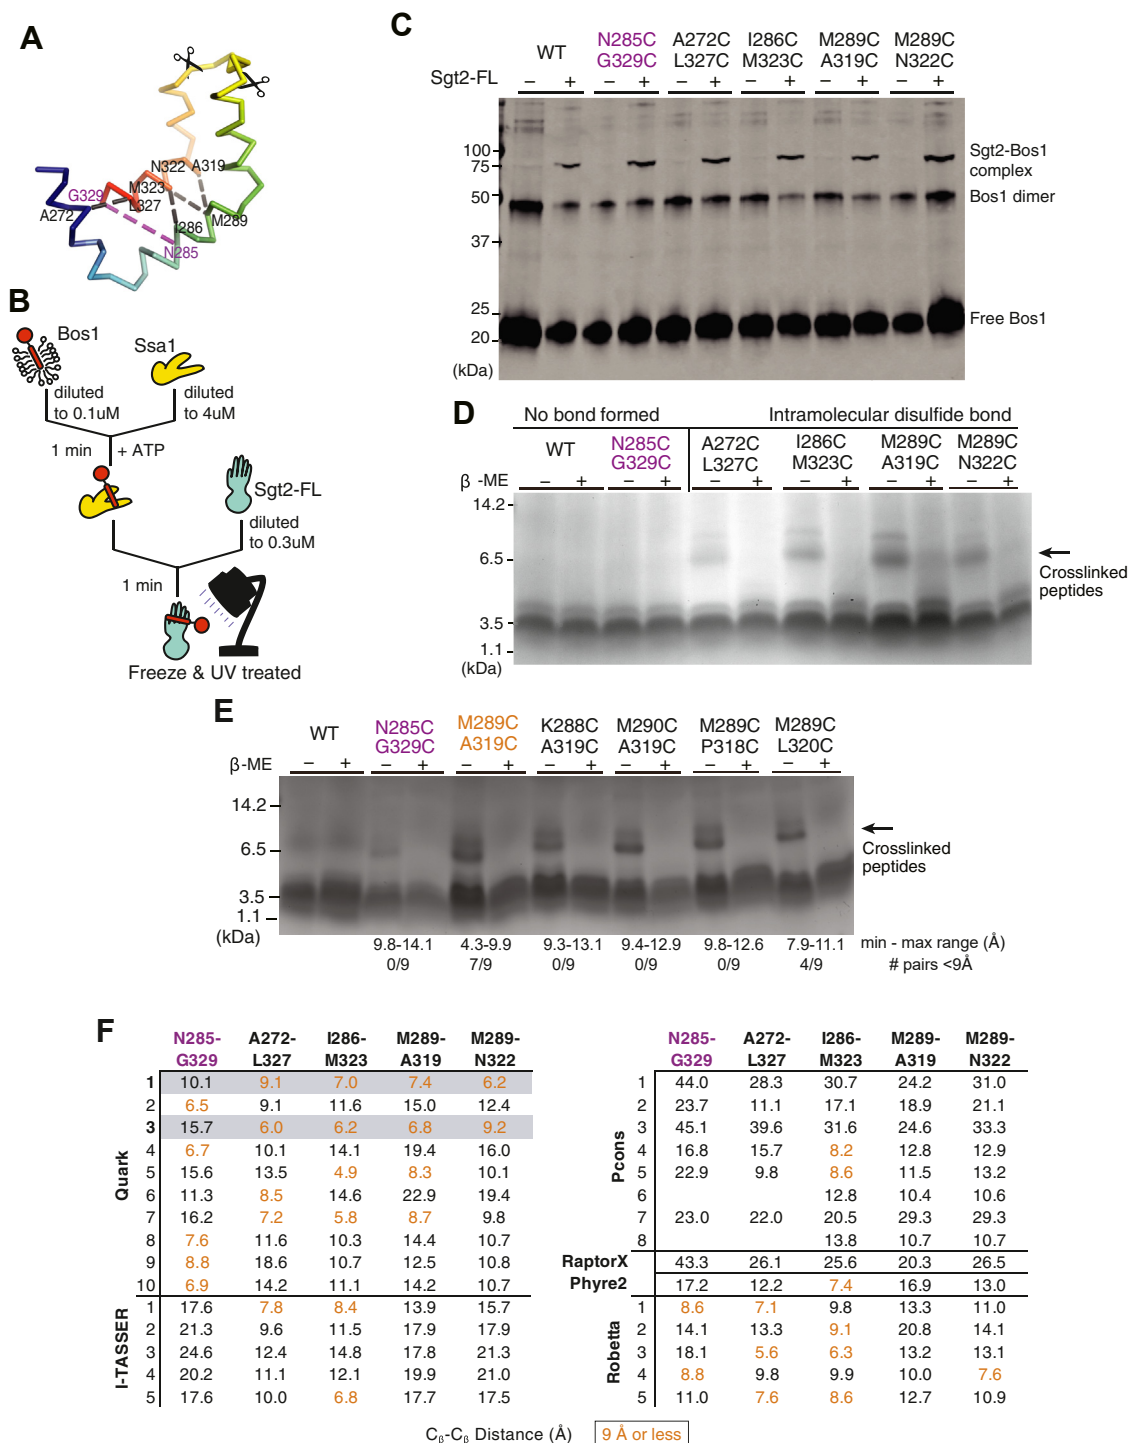 A
N322
A319
M323
G329
L327
A272
M289
I286
N285
B
Bos1
Ssa1
diluted
to 0.1uM
diluted
to 4uM
1 min
+ ATP
Sgt2-FL
diluted
to 0.3uM
1 min
Freeze & UV treated
C
WT
N285C A272C I286C M289C M289C
G329C L327C M323C A319C N322C
Sgt2-FL − + − + − + − + − + − +
100
75
50
37
25
20
(kDa)
Sgt2-Bos1
complex
Bos1 dimer
Free Bos1
D
No bond formed
Intramolecular disulfide bond
WT
N285C A272C I286C M289C M289C
G329C L327C M323C A319C N322C
β -ME − + − + − + − + − + − +
14.2
6.5
3.5
1.1
(kDa)
Crosslinked
peptides
E
WT
N285C M289C K288C M290C M289C M289C
G329C A319C A319C A319C P318C L320C
β-ME − + − + − + − + − + − + − +
14.2
6.5
3.5
1.1
(kDa)
Crosslinked
peptides
9.8-14.1 4.3-9.9 9.3-13.1 9.4-12.9 9.8-12.6 7.9-11.1 min - max range (Å)
0/9 7/9 0/9 0/9 0/9 4/9 # pairs <9Å
F
N285- A272- I286- M289- M289-
G329 L327 M323 A319 N322
Quark
1 10.1 9.1 7.0 7.4 6.2
2 6.5 9.1 11.6 15.0 12.4
3 15.7 6.0 6.2 6.8 9.2
4 6.7 10.1 14.1 19.4 16.0
5 15.6 13.5 4.9 8.3 10.1
6 11.3 8.5 14.6 22.9 19.4
7 16.2 7.2 5.8 8.7 9.8
8 7.6 11.6 10.3 14.4 10.7
9 8.8 18.6 10.7 12.5 10.8
10 6.9 14.2 11.1 14.2 10.7
I-TASSER
1 17.6 7.8 8.4 13.9 15.7
2 21.3 9.6 11.5 17.9 17.9
3 24.6 12.4 14.8 17.8 21.3
4 20.2 11.1 12.1 19.9 21.0
5 17.6 10.0 6.8 17.7 17.5
N285- A272- I286- M289- M289-
G329 L327 M323 A319 N322
Pcons
1 44.0 28.3 30.7 24.2 31.0
2 23.7 11.1 17.1 18.9 21.1
3 45.1 39.6 31.6 24.6 33.3
4 16.8 15.7 8.2 12.8 12.9
5 22.9 9.8 8.6 11.5 13.2
6 12.8 10.4 10.6
7 23.0 22.0 20.5 29.3 29.3
8 13.8 10.7 10.7
RaptorX 43.3 26.1 25.6 20.3 26.5
Phyre2 17.2 12.2 7.4 16.9 13.0
Robetta
1 8.6 7.1 9.8 13.3 11.0
2 14.1 13.3 9.1 20.8 14.1
3 18.1 5.6 6.3 13.2 13.1
4 8.8 9.8 9.9 10.0 7.6
5 11.0 7.6 8.6 12.7 10.9
Cβ-Cβ Distance (Å) 9 Å or less